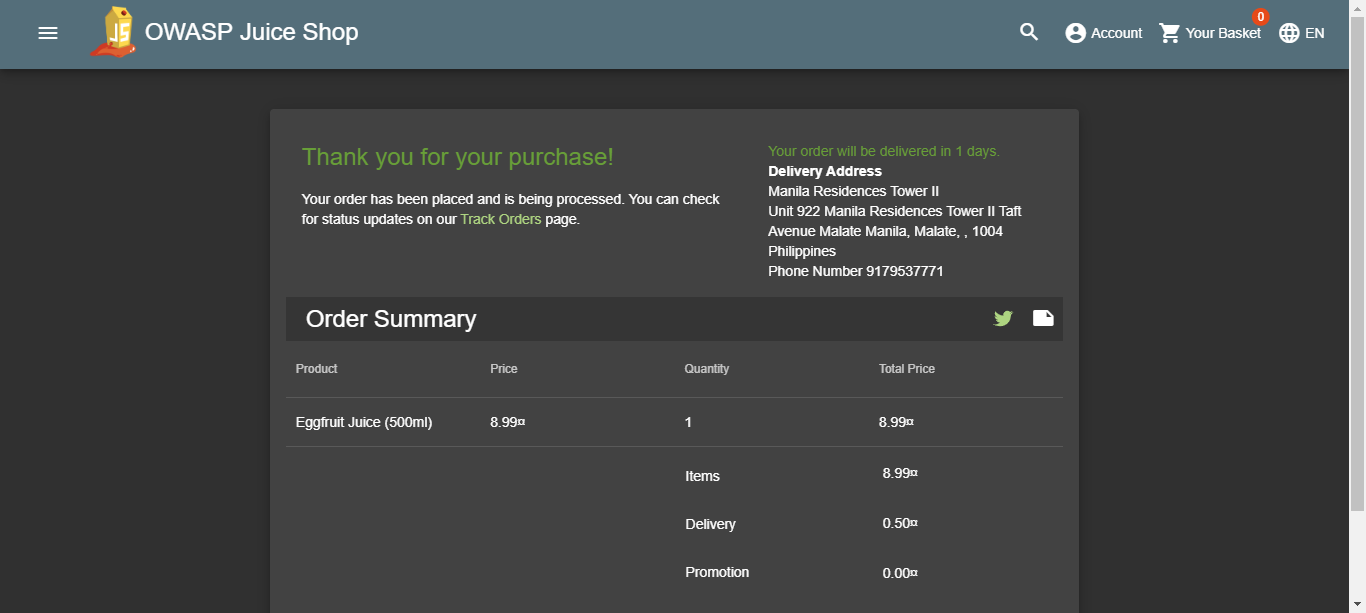 JS
OWASP Juice Shop
Account
0
Your Basket
EN
Thank you for your purchase!
Your order has been placed and is being processed. You can check
for status updates on our Track Orders page.
Your order will be delivered in 1 days.
Delivery Address
Manila Residences Tower II
Unit 922 Manila Residences Tower II Taft
Avenue Malate Manila, Malate, , 1004
Philippines
Phone Number 9179537771
Order Summary
Product Price Quantity Total Price
Eggfruit Juice (500ml) 8.99¤ 1 8.99¤
Items 8.99¤
Delivery 0.50¤
Promotion 0.00¤